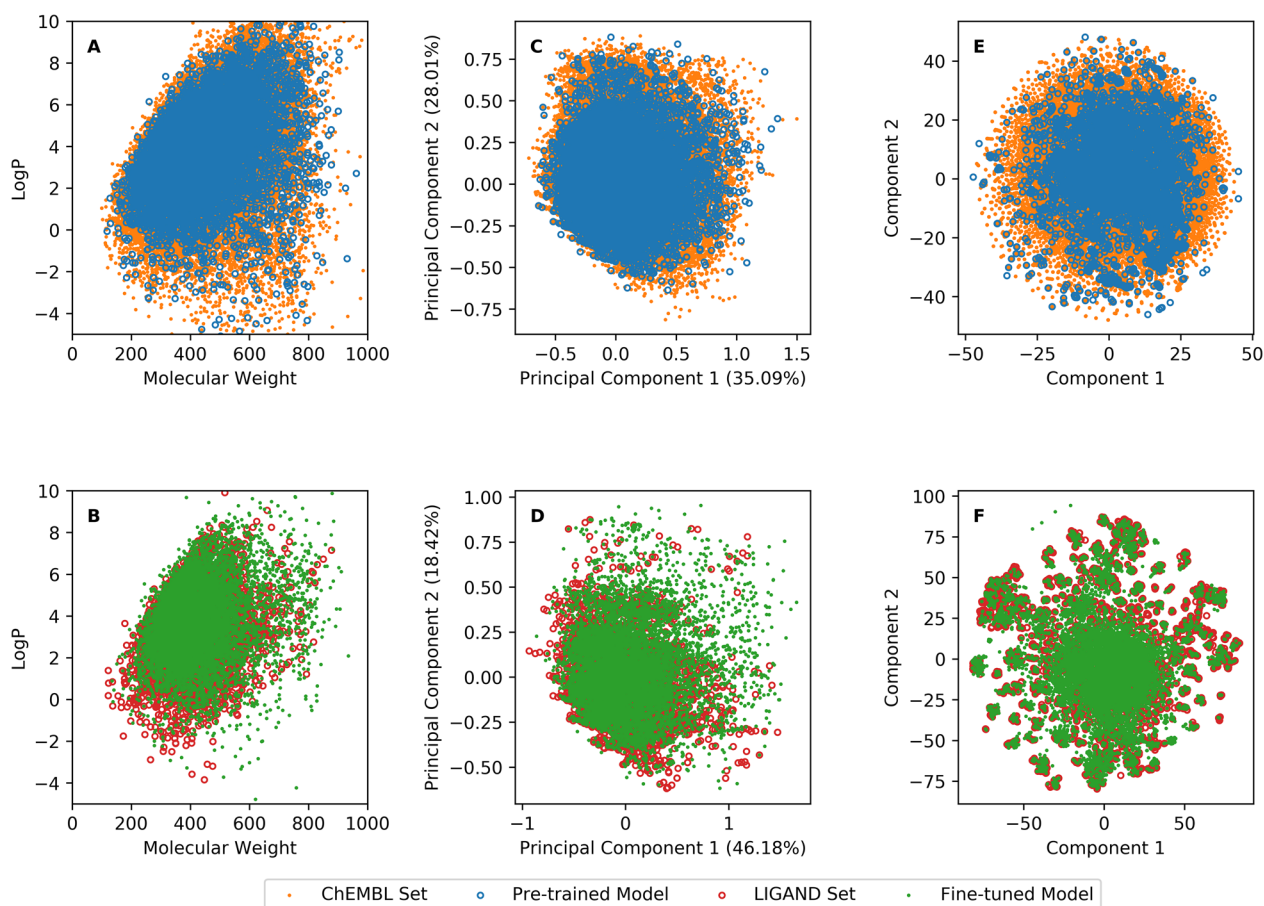 A
10
8
6
4
2
0
−2
−4
LogP
0 200 400 600 800 1000
Molecular Weight
C
0.75
0.50
0.25
0.00
−0.25
−0.50
−0.75
Principal Component 2 (28.01%)
−0.5 0.0 0.5 1.0 1.5
Principal Component 1 (35.09%)
E
40
20
0
−20
−40
Component 2
−50 −25 0 25 50
Component 1
B
10
8
6
4
2
0
−2
−4
LogP
0 200 400 600 800 1000
Molecular Weight
D
1.00
0.75
0.50
0.25
0.00
−0.25
−0.50
Principal Component 2 (18.42%)
−1 0 1
Principal Component 1 (46.18%)
F
100
75
50
25
0
−25
−50
−75
Component 2
−50 0 50
Component 1
ChEMBL Set Pre-trained Model LIGAND Set Fine-tuned Model